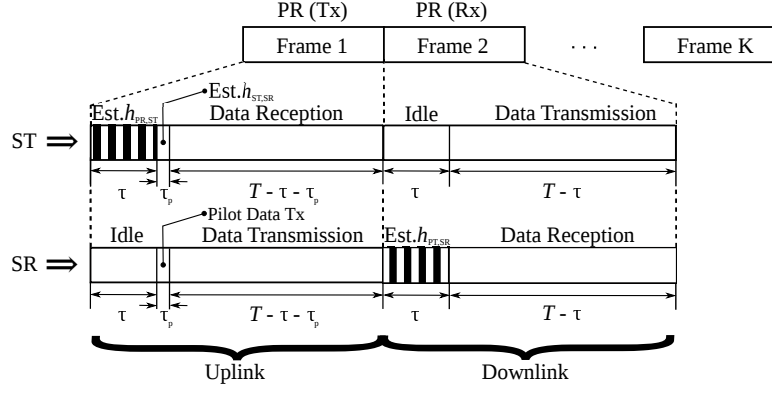 PR (Tx) PR (Rx)
Frame 1 Frame 2 . . . Frame K
Est.h_ST,SR
Est.h_PR,ST Data Reception Idle Data Transmission
ST ⇒
τ τ_p T - τ - τ_p τ T - τ
Pilot Data Tx
Idle Data Transmission Est.h_PT,SR Data Reception
SR ⇒
τ τ_p T - τ - τ_p τ T - τ
Uplink Downlink